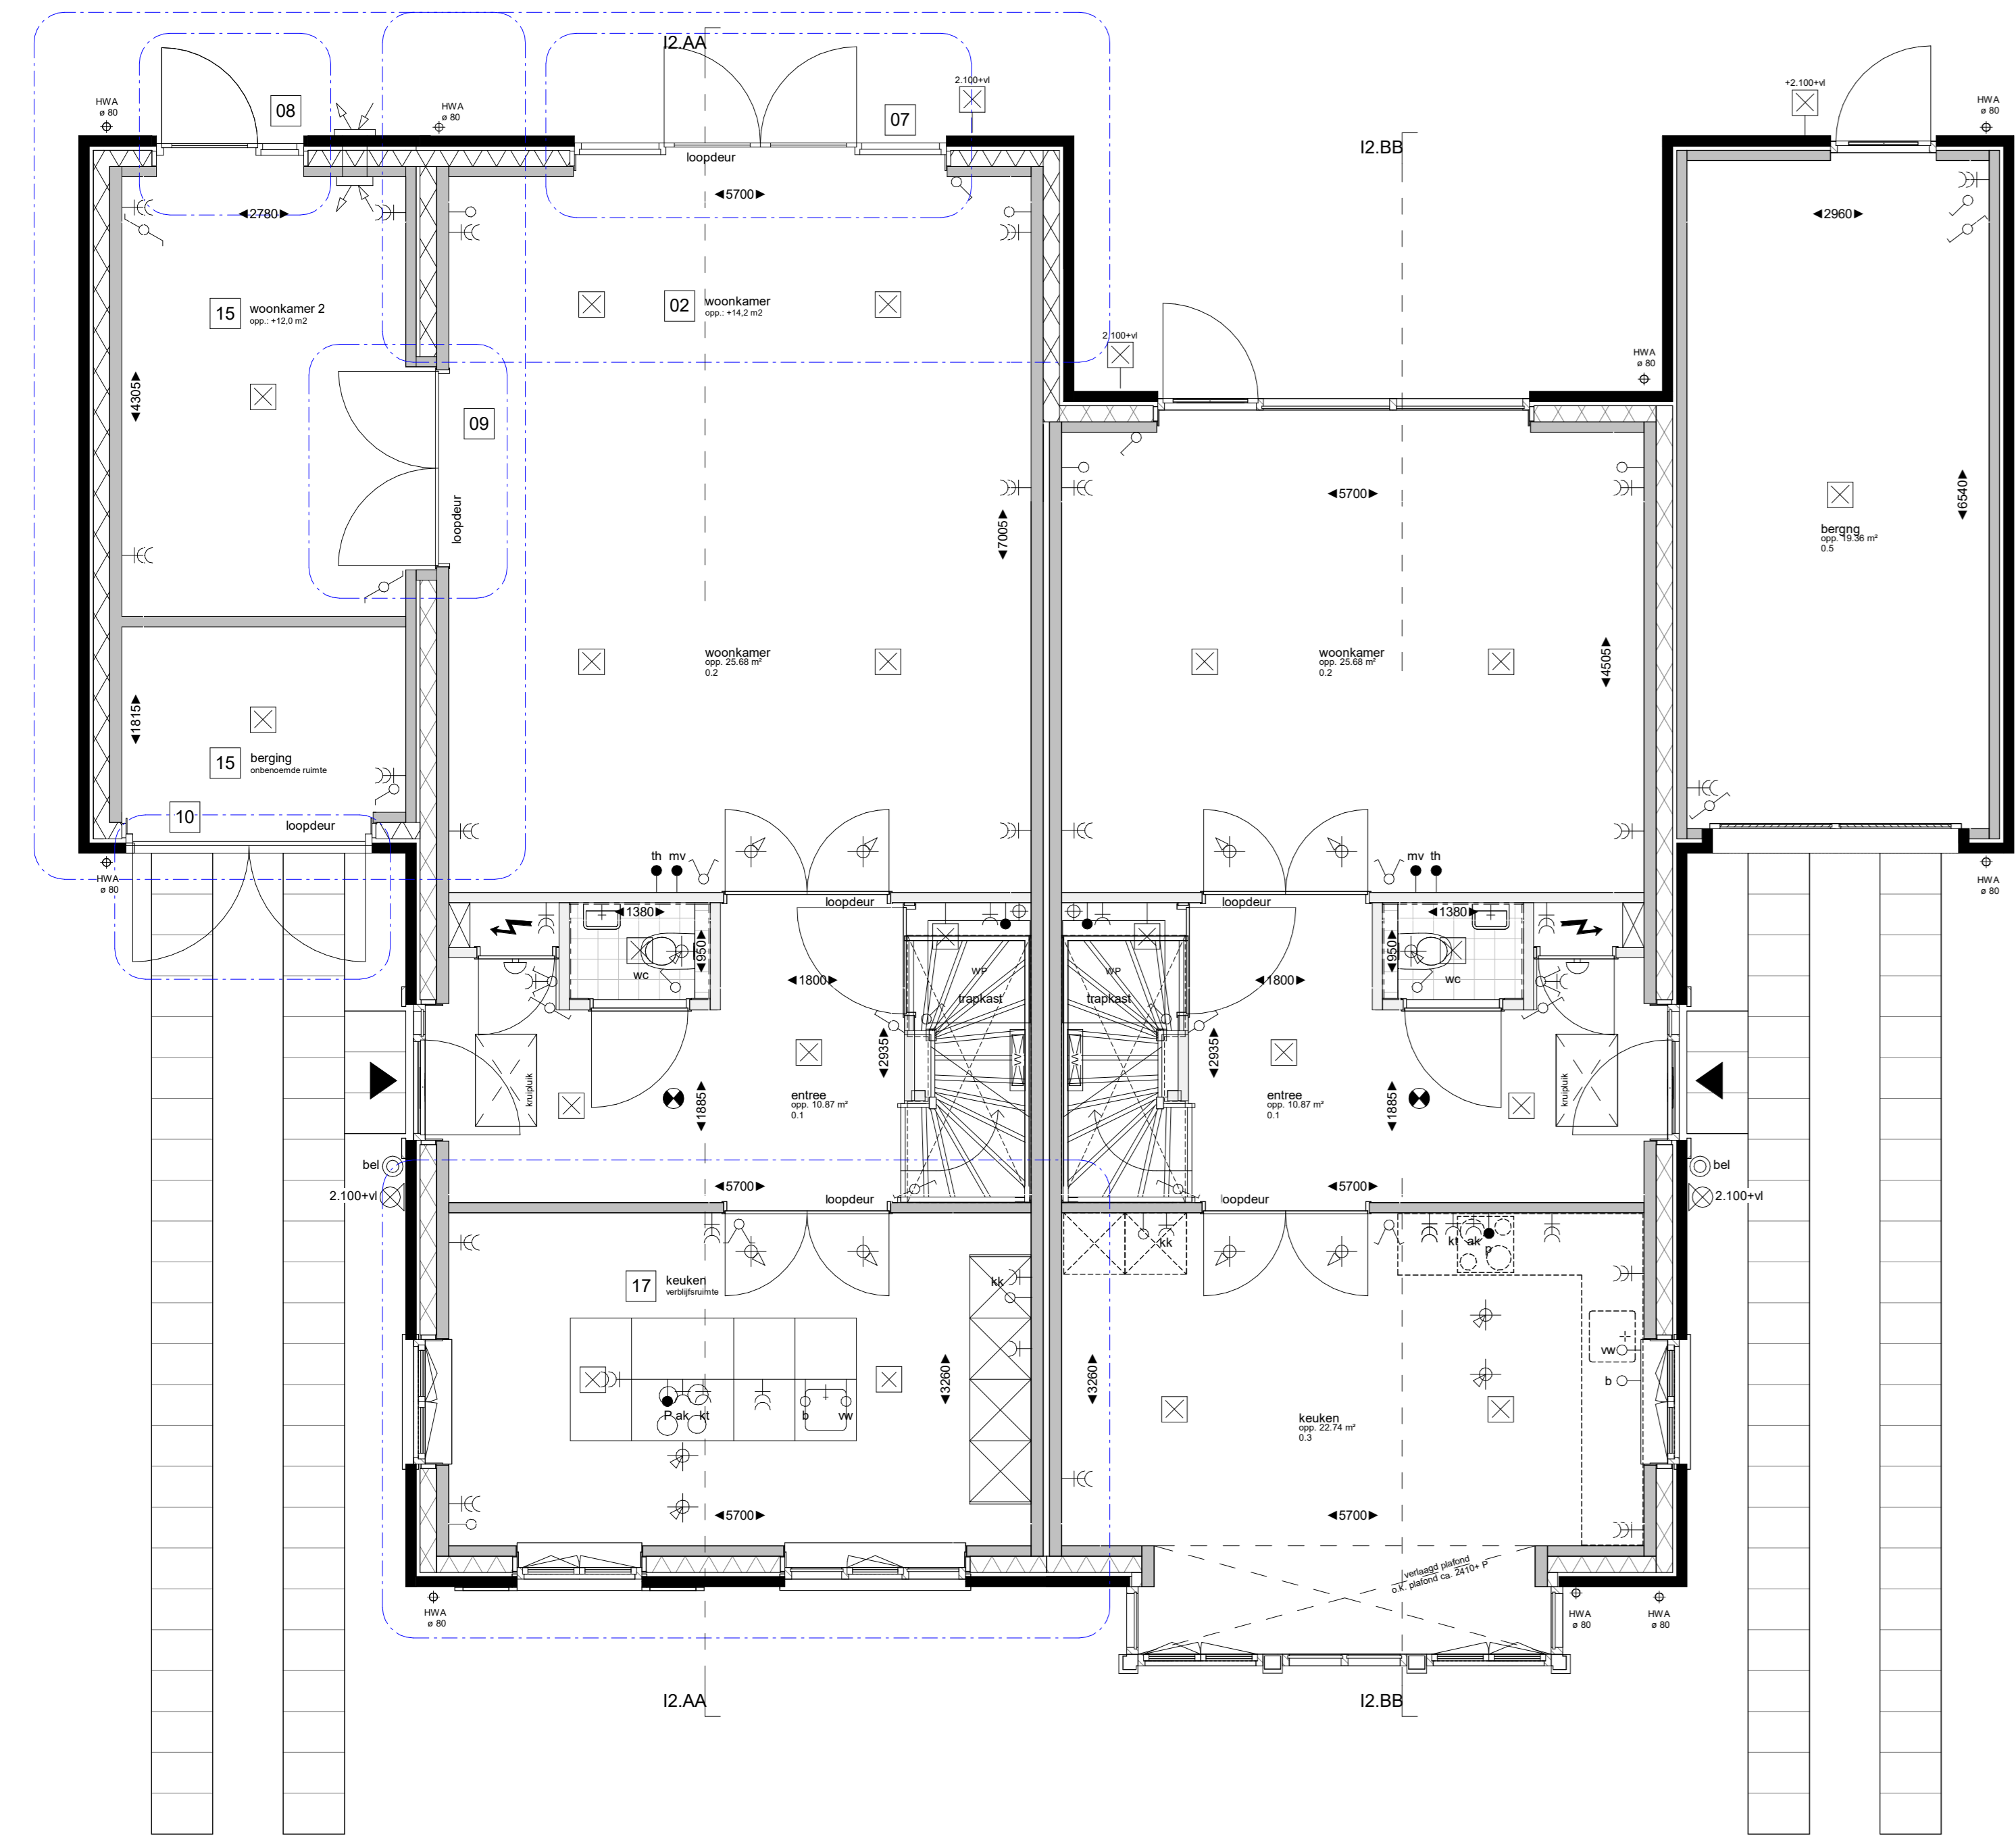 I2.AA
2.100+vl
+2.100+vl
HWA
ø 80
08
HWA
ø 80
07
HWA
ø 80
I2.BB
loopdeur
5700
2780
2960
15
woonkamer 2
opp.: +12,0 m2
02
woonkamer
opp.: +14,2 m2
2.100+vl
HWA
ø 80
4305
09
loopdeur
5700
6540
7005
bergng
opp. 19.36 m²
0.5
woonkamer
opp. 25.68 m²
0.2
woonkamer
opp. 25.68 m²
0.2
4505
1815
15
berging
onbenoemde ruimte
10
loopdeur
th
mv
mv
th
HWA
ø 80
HWA
ø 80
loopdeur
loopdeur
1380
1380
950
950
wc
wc
WP
WP
trapkast
trapkast
1800
1800
2935
2935
VV
VV
kruipluik
kruipluik
1885
1885
entree
opp. 10.87 m²
0.1
entree
opp. 10.87 m²
0.1
bel
2.100+vl
bel
2.100+vl
5700
loopdeur
loopdeur
5700
17
keuken
verblijfsruimte
kk
kk
kt
ak
p
P
ak
kt
b
vw
3260
3260
vw
b
keuken
opp. 22.74 m²
0.3
5700
5700
verlaagd plafond
o.k. plafond ca. 2410+ P
HWA
ø 80
HWA
ø 80
HWA
ø 80
I2.AA
I2.BB